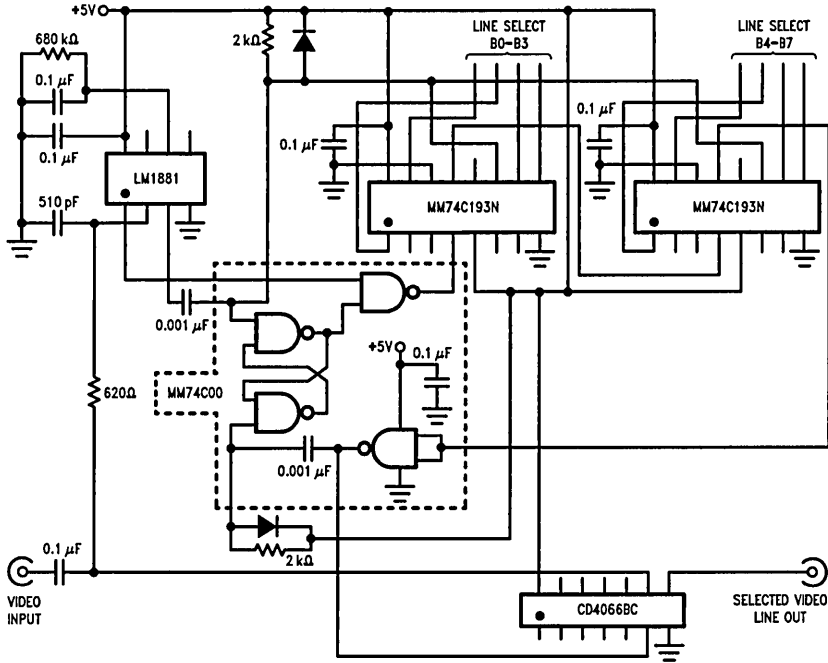 +5V
680 kΩ
0.1 µF
0.1 µF
LM1881
510 pF
2 kΩ
LINE SELECT
B0–B3
0.1 µF
MM74C193N
LINE SELECT
B4–B7
0.1 µF
MM74C193N
0.001 µF
620Ω
MM74C00
+5V
0.1 µF
0.001 µF
2 kΩ
0.1 µF
VIDEO
INPUT
CD4066BC
SELECTED VIDEO
LINE OUT